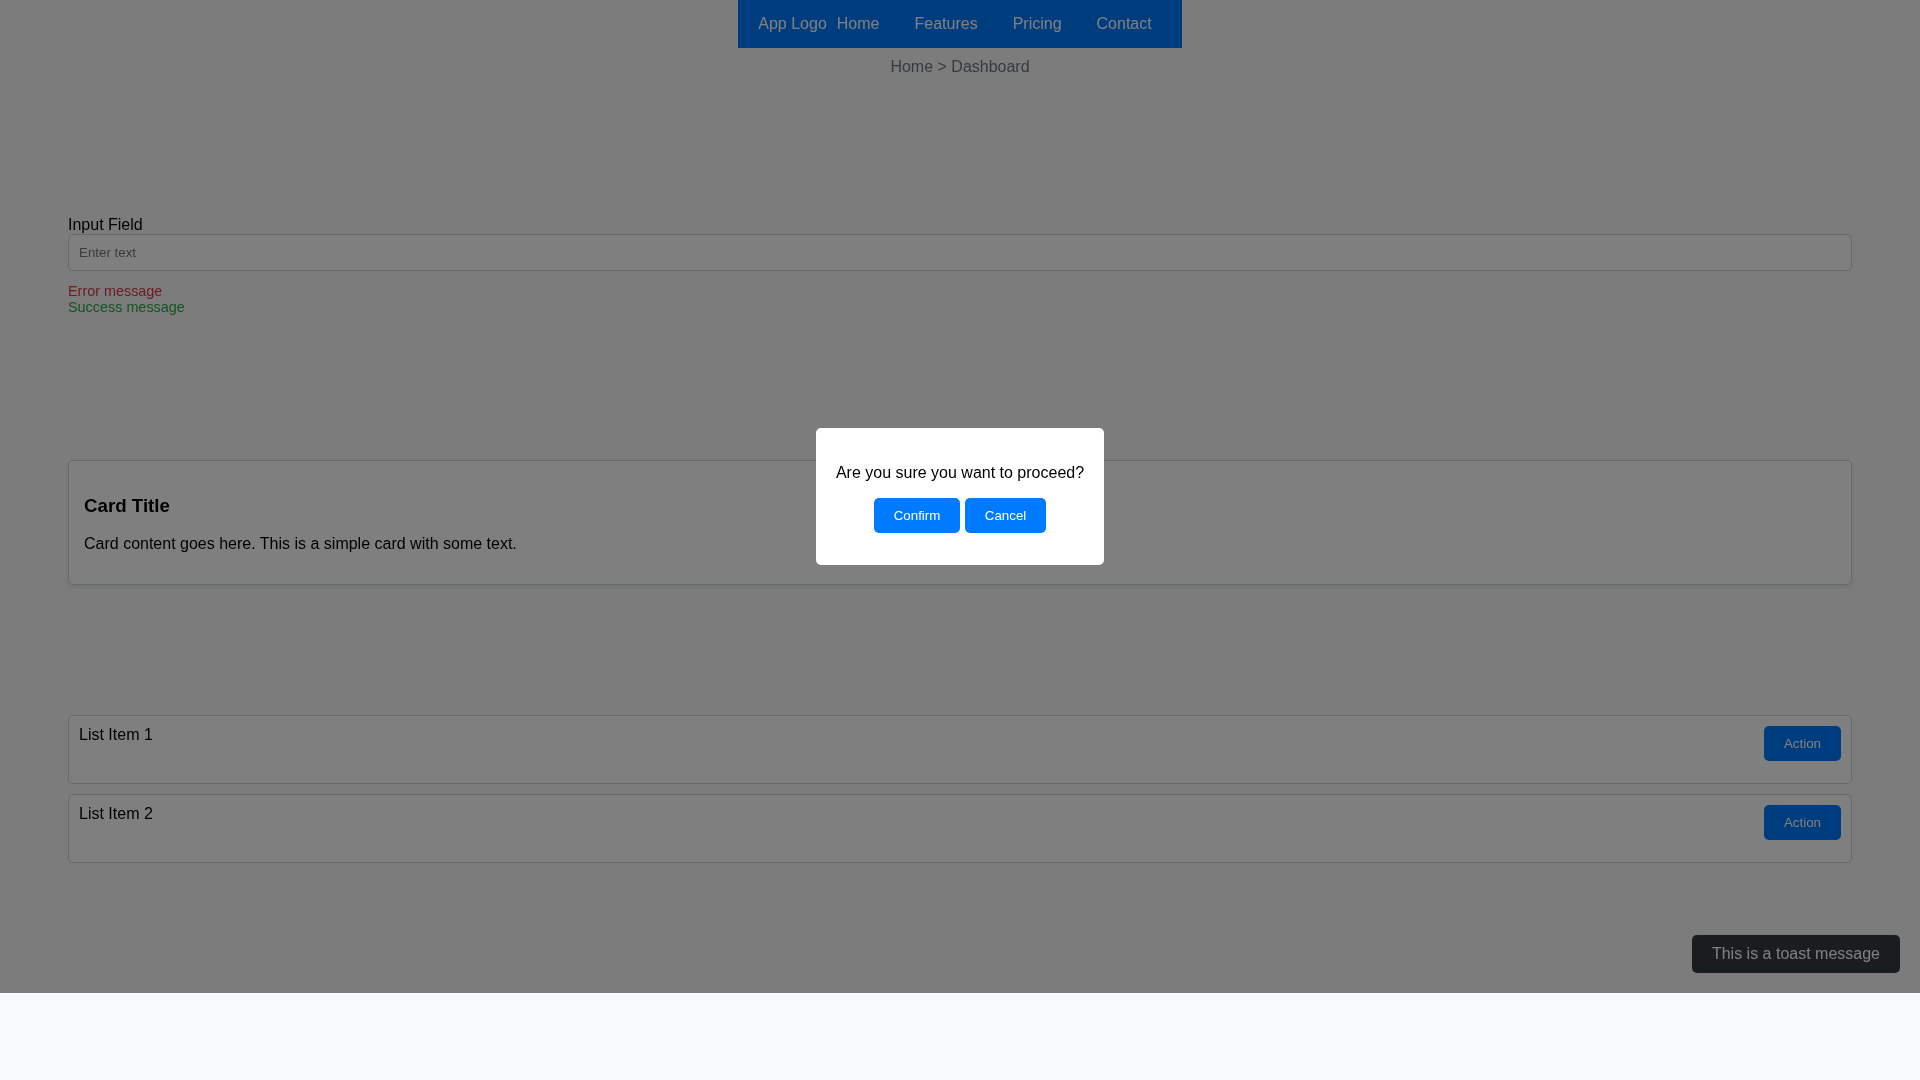 App Logo Home Features Pricing Contact
Home > Dashboard
Input Field
Enter text
Error message
Success message
Are you sure you want to proceed?
Confirm Cancel
Card Title
Card content goes here. This is a simple card with some text.
List Item 1 Action
List Item 2 Action
This is a toast message